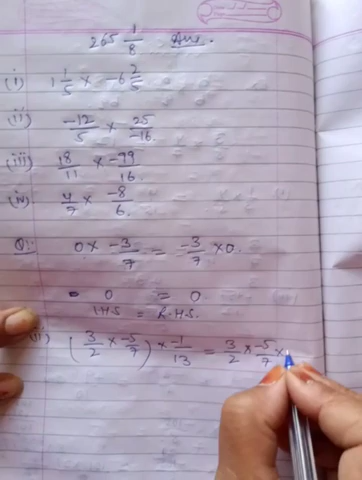 265 1/8 Ans.
(i) 1 1/5 × -6 2/5
(ii) -12/5 × 25/-16
(iii) 18/11 × -79/16
(iv) 4/7 × -8/6
Q:- 0 × -3/7 = -3/7 × 0
0 = 0
L.H.S. = R.H.S.
(ii) (3/2 × -5/7) × -1/13 = 3/2 × -5/7 ×